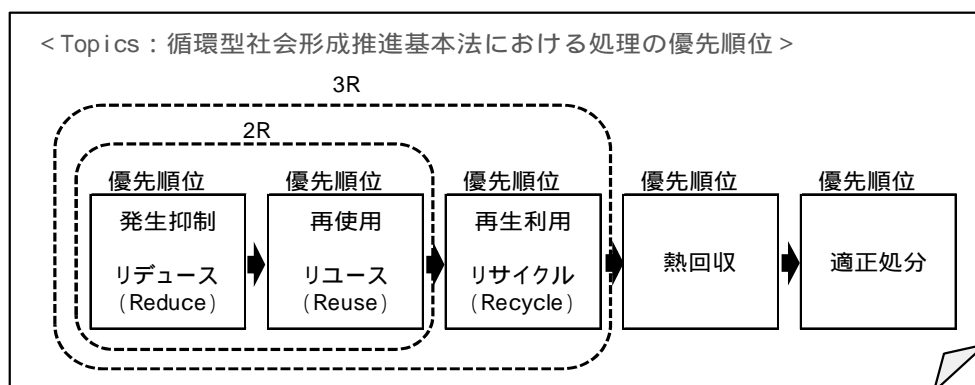 <Topics:循環型社会形成推進基本法における処理の優先順位>
3R
2R
優先順位 優先順位 優先順位 優先順位 優先順位
発生抑制 再使用 再生利用
熱回収 適正処分
リデュース リユース リサイクル
(Reduce) (Reuse) (Recycle)